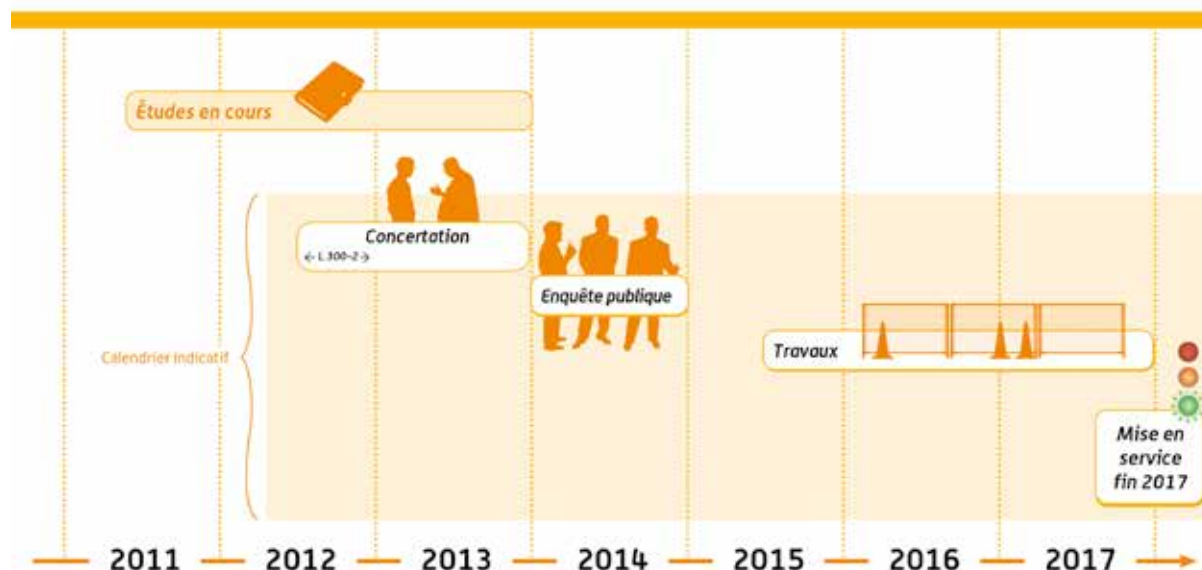 Études en cours
Concertation
← L 300-2 →
Enquête publique
Calendrier indicatif
Travaux
Mise en
service
fin 2017
2011 2012 2013 2014 2015 2016 2017